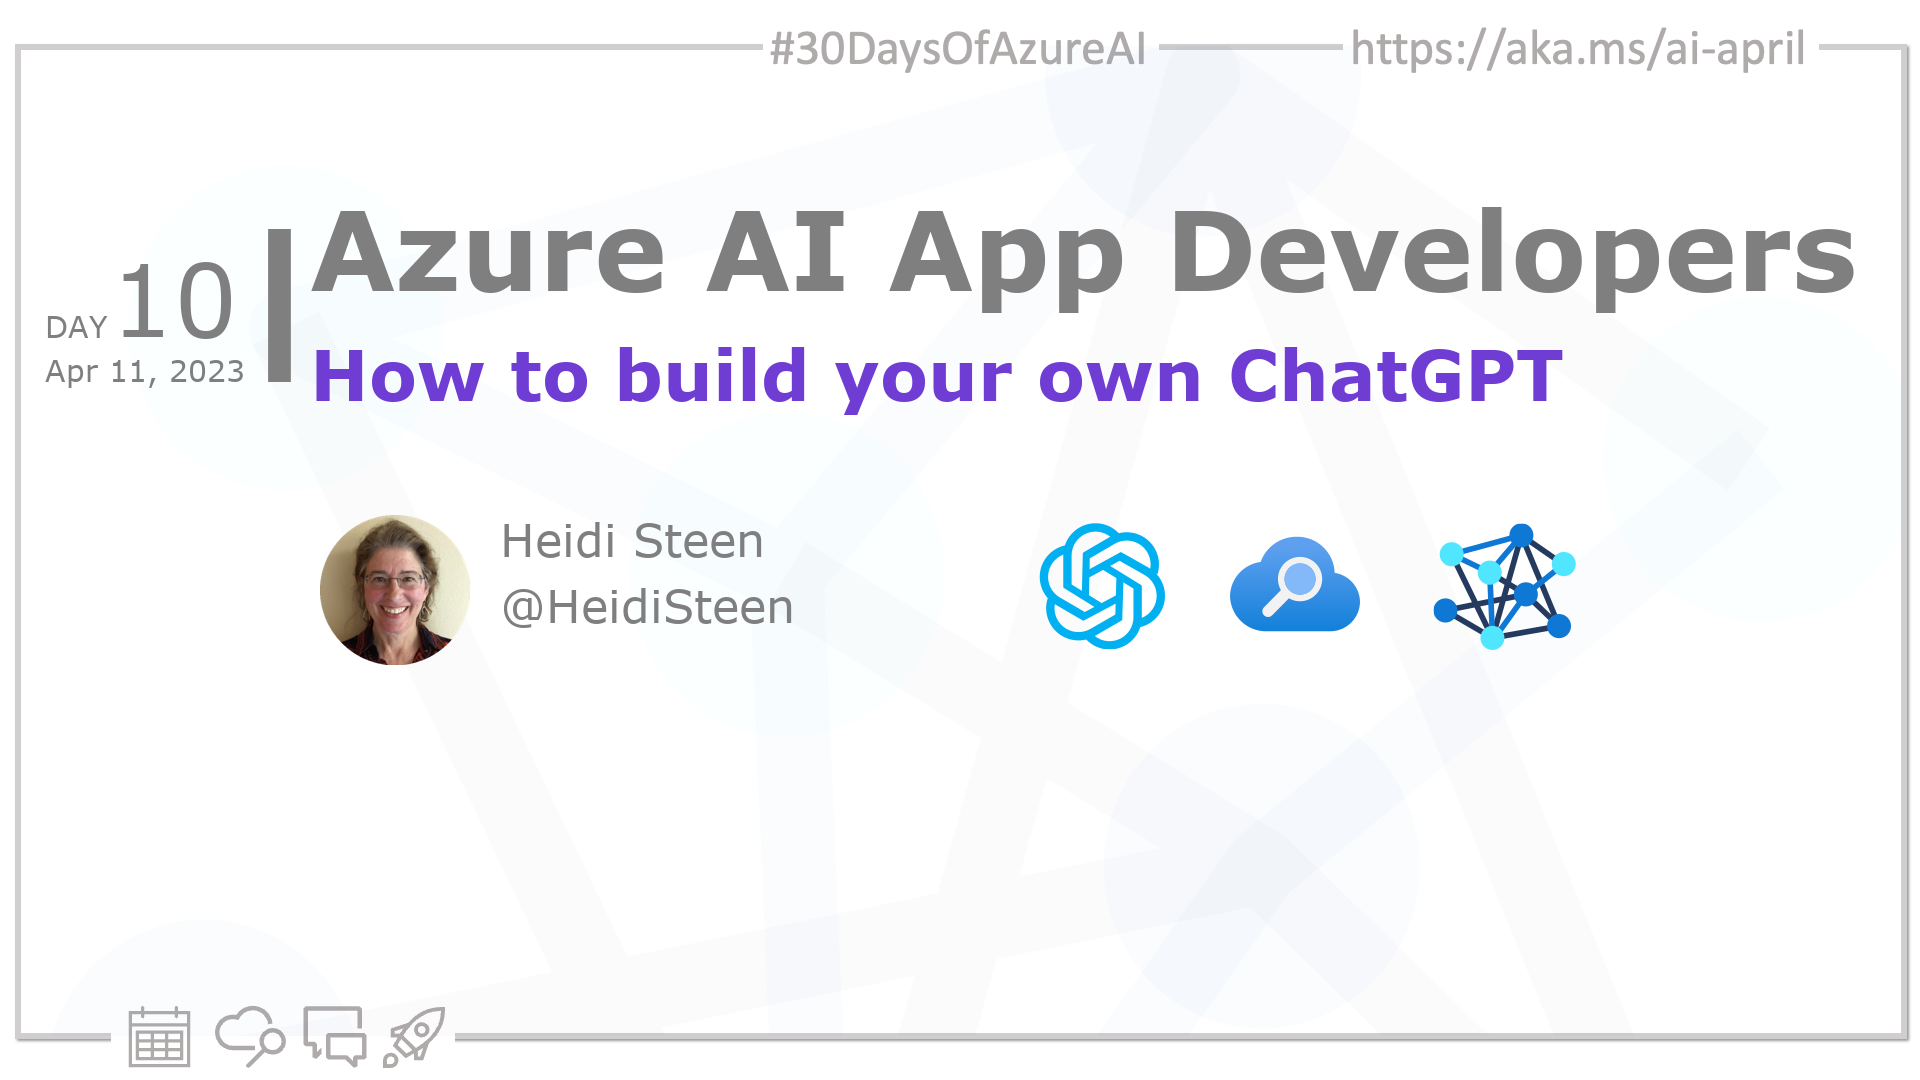 #30DaysOfAzureAI
https://aka.ms/ai-april
DAY 10
Apr 11, 2023
Azure AI App Developers
How to build your own ChatGPT
Heidi Steen
@HeidiSteen